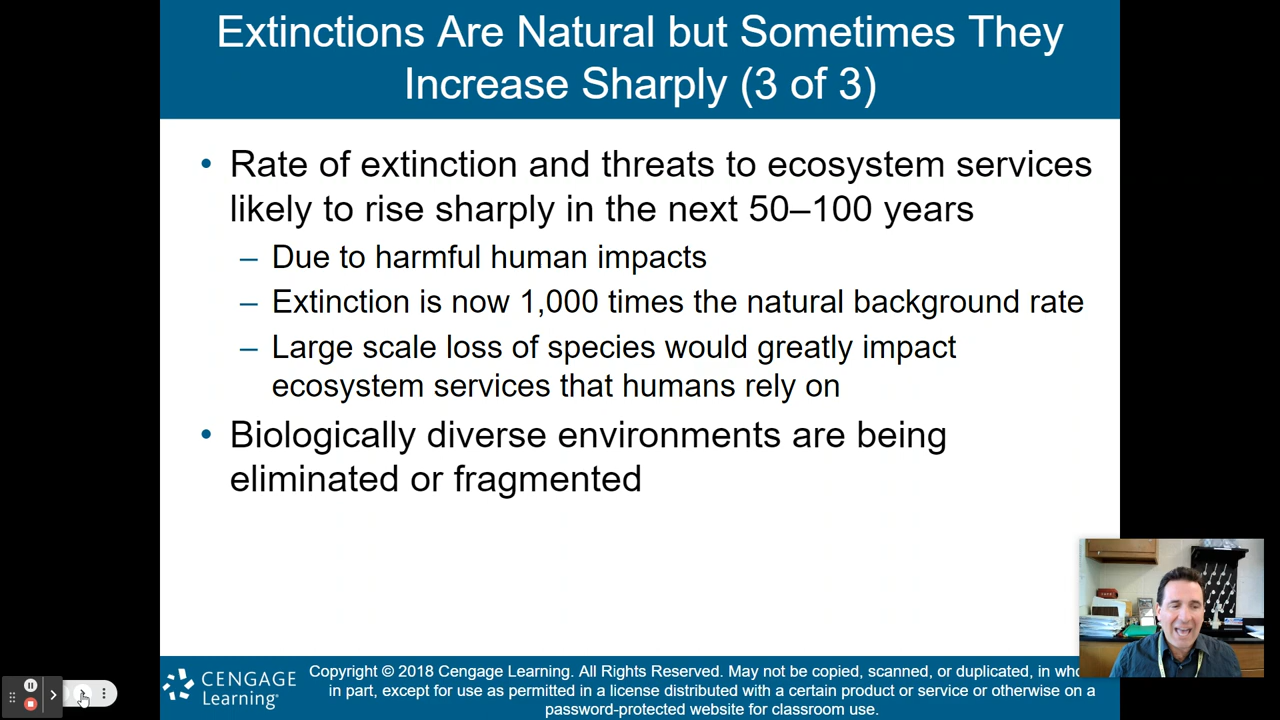 Extinctions Are Natural but Sometimes They
Increase Sharply (3 of 3)
• Rate of extinction and threats to ecosystem services
likely to rise sharply in the next 50–100 years
– Due to harmful human impacts
– Extinction is now 1,000 times the natural background rate
– Large scale loss of species would greatly impact
ecosystem services that humans rely on
• Biologically diverse environments are being
eliminated or fragmented
CENGAGE
Learning®
Copyright © 2018 Cengage Learning. All Rights Reserved. May not be copied, scanned, or duplicated, in
in part, except for use as permitted in a license distributed with a certain product or service or otherwise on a
password-protected website for classroom use.